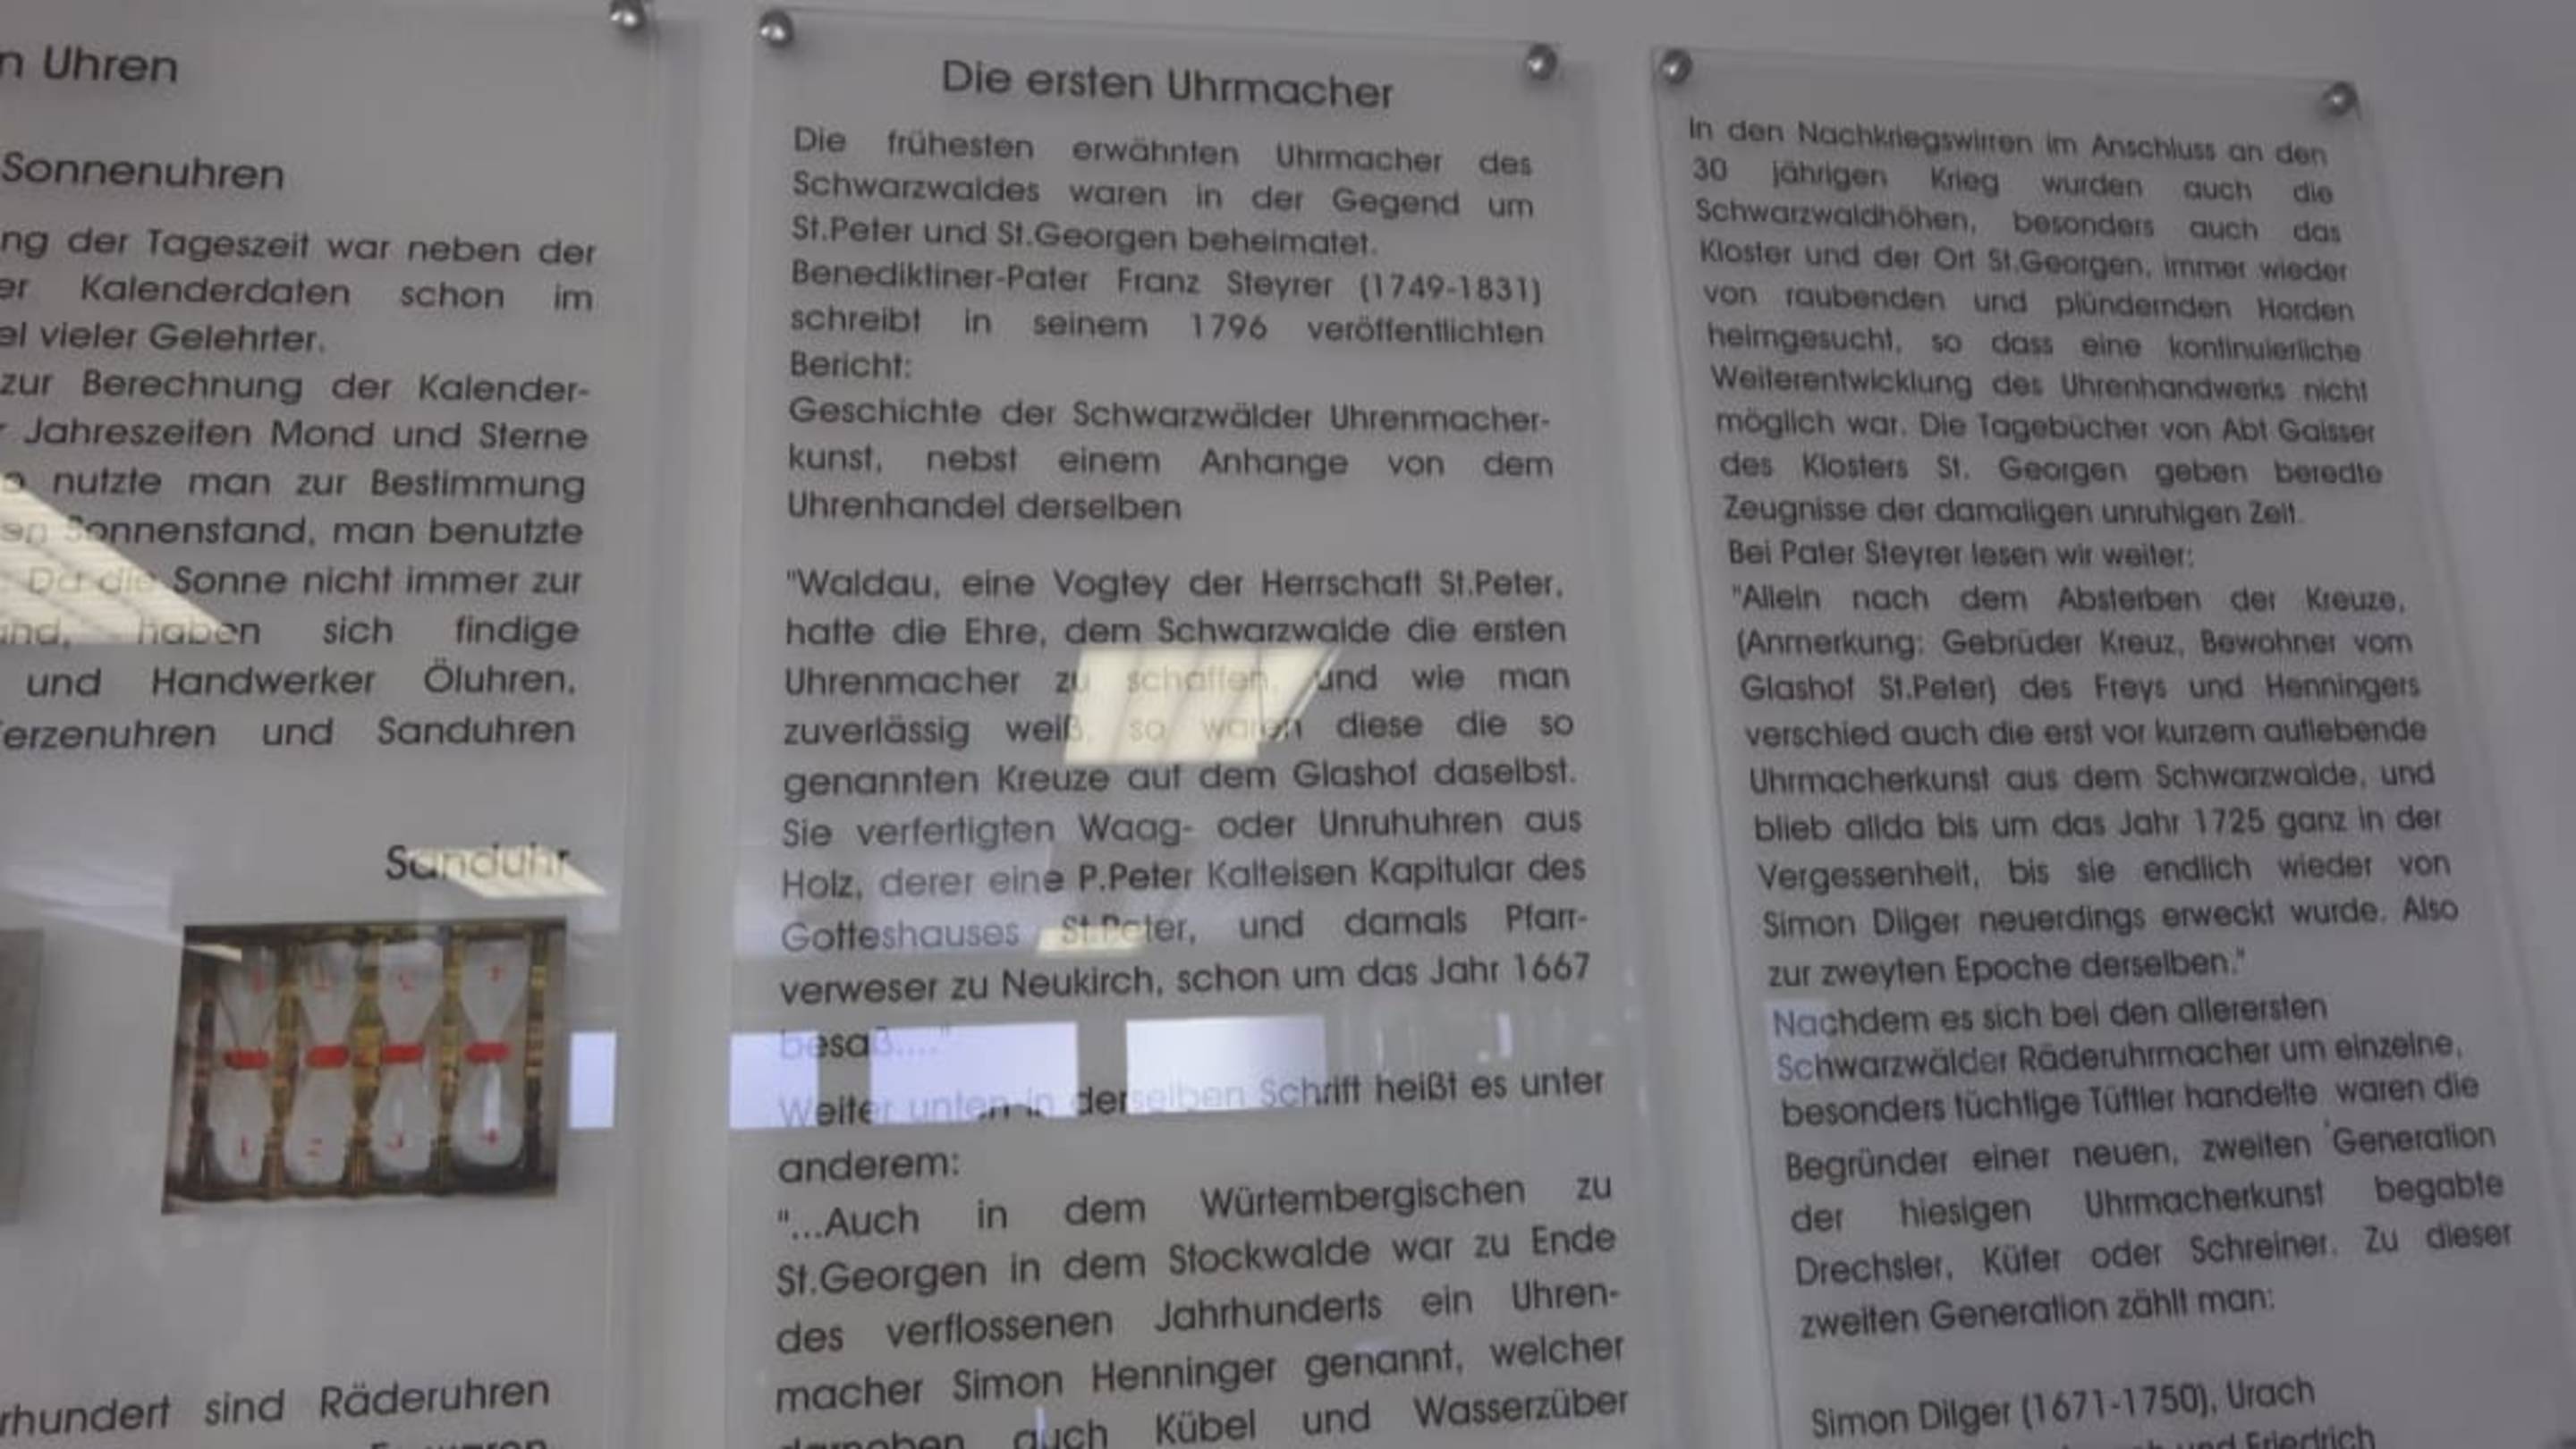 n Uhren
Sonnenuhren
ng der Tageszeit war neben der
er Kalenderdaten schon im
el vieler Gelehrter.
zur Berechnung der Kalender-
r Jahreszeiten Mond und Sterne
o nutzte man zur Bestimmung
en Sonnenstand, man benutzte
Da die Sonne nicht immer zur
and, haben sich findige
und Handwerker Öluhren,
erzenuhren und Sanduhren
Sanduhr
1 2 3 4
rhundert sind Räderuhren
Die ersten Uhrmacher
Die frühesten erwähnten Uhrmacher des
Schwarzwaldes waren in der Gegend um
St.Peter und St.Georgen beheimatet.
Benediktiner-Pater Franz Steyrer (1749-1831)
schreibt in seinem 1796 veröffentlichten
Bericht:
Geschichte der Schwarzwälder Uhrenmacher-
kunst, nebst einem Anhange von dem
Uhrenhandel derselben
"Waldau, eine Vogtey der Herrschaft St.Peter,
hatte die Ehre, dem Schwarzwalde die ersten
Uhrenmacher zu schaffen, und wie man
zuverlässig weiß, so waren diese die so
genannten Kreuze auf dem Glashof daselbst.
Sie verfertigten Waag- oder Unruhuhren aus
Holz, derer eine P.Peter Kalteisen Kapitular des
Gotteshauses St.Peter, und damals Pfarr-
verweser zu Neukirch, schon um das Jahr 1667
besaß...."
Weiter unten in derselben Schrift heißt es unter
anderem:
"...Auch in dem Würtembergischen zu
St.Georgen in dem Stockwalde war zu Ende
des verflossenen Jahrhunderts ein Uhren-
macher Simon Henninger genannt, welcher
darneben auch Kübel und Wasserzüber
In den Nachkriegswirren im Anschluss an den
30 jährigen Krieg wurden auch die
Schwarzwaldhöhen, besonders auch das
Kloster und der Ort St.Georgen, immer wieder
von raubenden und plündernden Horden
heimgesucht, so dass eine kontinuierliche
Weiterentwicklung des Uhrenhandwerks nicht
möglich war. Die Tagebücher von Abt Gaisser
des Klosters St. Georgen geben beredte
Zeugnisse der damaligen unruhigen Zeit.
Bei Pater Steyrer lesen wir weiter:
"Allein nach dem Absterben der Kreuze,
(Anmerkung: Gebrüder Kreuz, Bewohner vom
Glashof St.Peter) des Freys und Henningers
verschied auch die erst vor kurzem auflebende
Uhrmacherkunst aus dem Schwarzwalde, und
blieb allda bis um das Jahr 1725 ganz in der
Vergessenheit, bis sie endlich wieder von
Simon Dilger neuerdings erweckt wurde. Also
zur zweyten Epoche derselben."
Nachdem es sich bei den allerersten
Schwarzwälder Räderuhrmacher um einzelne,
besonders tüchtige Tüftler handelte waren die
Begründer einer neuen, zweiten Generation
der hiesigen Uhrmacherkunst begabte
Drechsler, Küfer oder Schreiner. Zu dieser
zweiten Generation zählt man:
Simon Dilger (1671-1750), Urach
und Friedrich